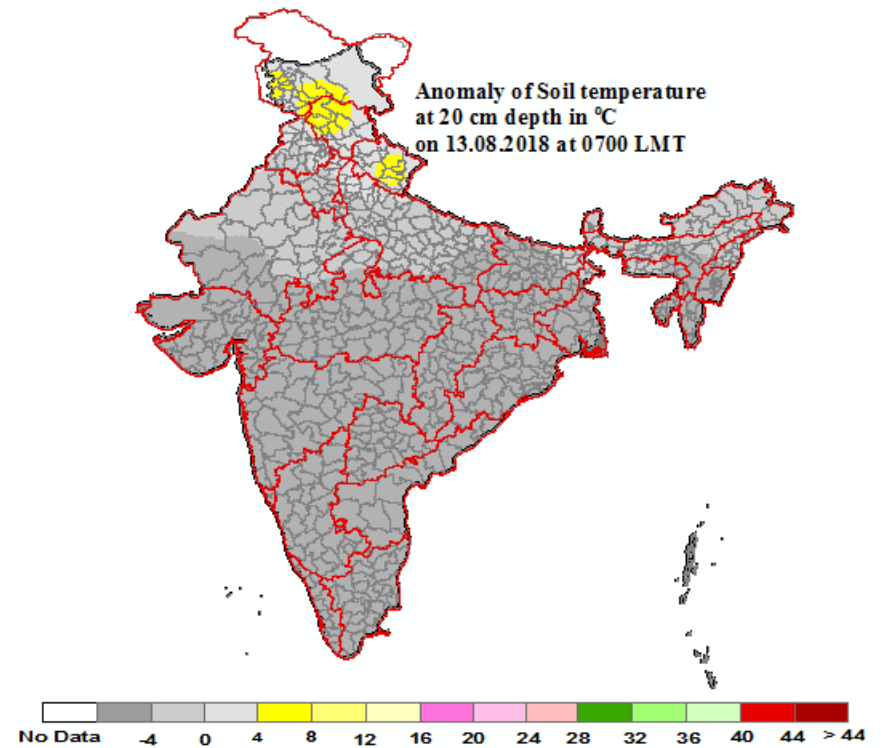 Anomaly of Soil temperature
at 20 cm depth in °C
on 13.08.2018 at 0700 LMT
No Data -4 0 4 8 12 16 20 24 28 32 36 40 44 > 44